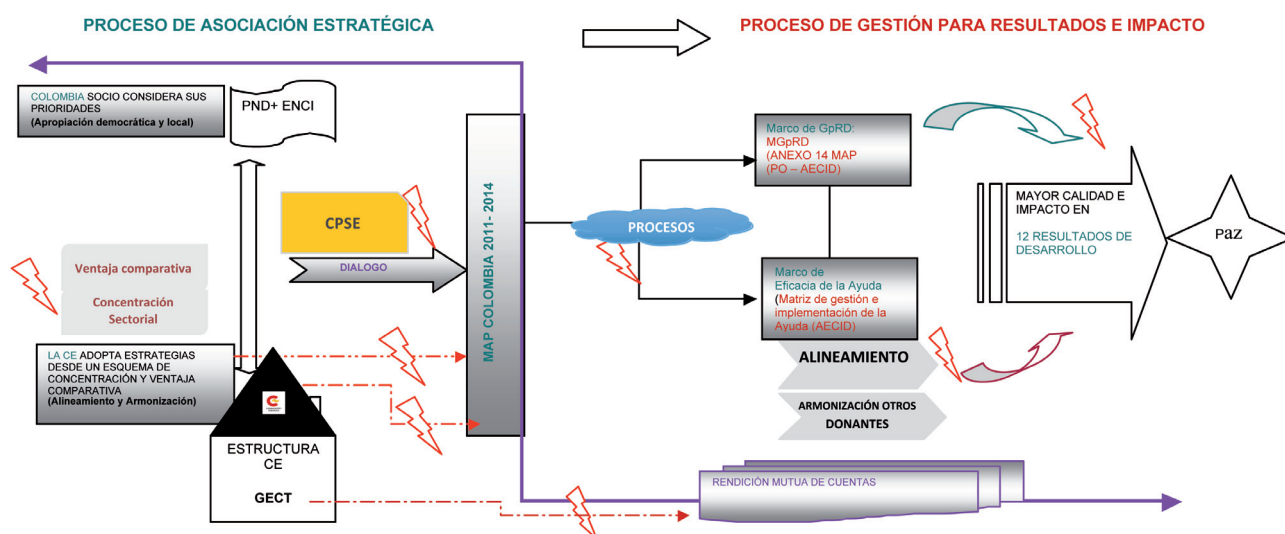 PROCESO DE ASOCIACIÓN ESTRATÉGICA
PROCESO DE GESTIÓN PARA RESULTADOS E IMPACTO
COLOMBIA SOCIO CONSIDERA SUS
PRIORIDADES
(Apropiación democrática y local)
PND+ ENCI
CPSE
DIALOGO
Ventaja comparativa
Concentración
Sectorial
LA CE ADOPTA ESTRATEGIAS
DESDE UN ESQUEMA DE
CONCENTRACIÓN Y VENTAJA
COMPARATIVA
(Alineamiento y Armonización)
ESTRUCTURA
CE
GECT
MAP COLOMBIA 2011- 2014
PROCESOS
Marco de GpRD:
MGpRD
(ANEXO 14 MAP
(PO – AECID)
Marco de
Eficacia de la Ayuda
(Matriz de gestión e
implementación de la
Ayuda (AECID)
ALINEAMIENTO
ARMONIZACIÓN OTROS
DONANTES
RENDICIÓN MUTUA DE CUENTAS
MAYOR CALIDAD E
IMPACTO EN
12 RESULTADOS DE
DESARROLLO
Paz